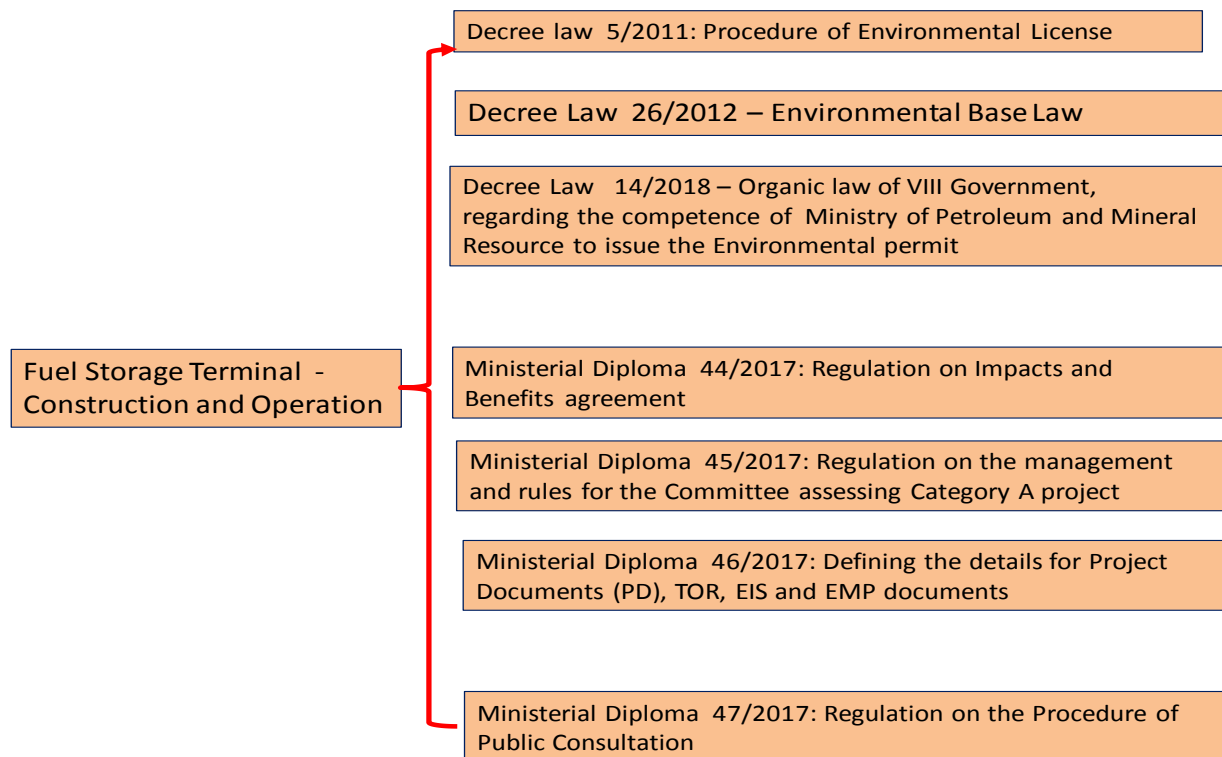 Decree law 5/2011: Procedure of Environmental License
Decree Law 26/2012 – Environmental Base Law
Decree Law 14/2018 – Organic law of VIII Government,
regarding the competence of Ministry of Petroleum and Mineral
Resource to issue the Environmental permit
Fuel Storage Terminal -
Construction and Operation
Ministerial Diploma 44/2017: Regulation on Impacts and
Benefits agreement
Ministerial Diploma 45/2017: Regulation on the management
and rules for the Committee assessing Category A project
Ministerial Diploma 46/2017: Defining the details for Project
Documents (PD), TOR, EIS and EMP documents
Ministerial Diploma 47/2017: Regulation on the Procedure of
Public Consultation